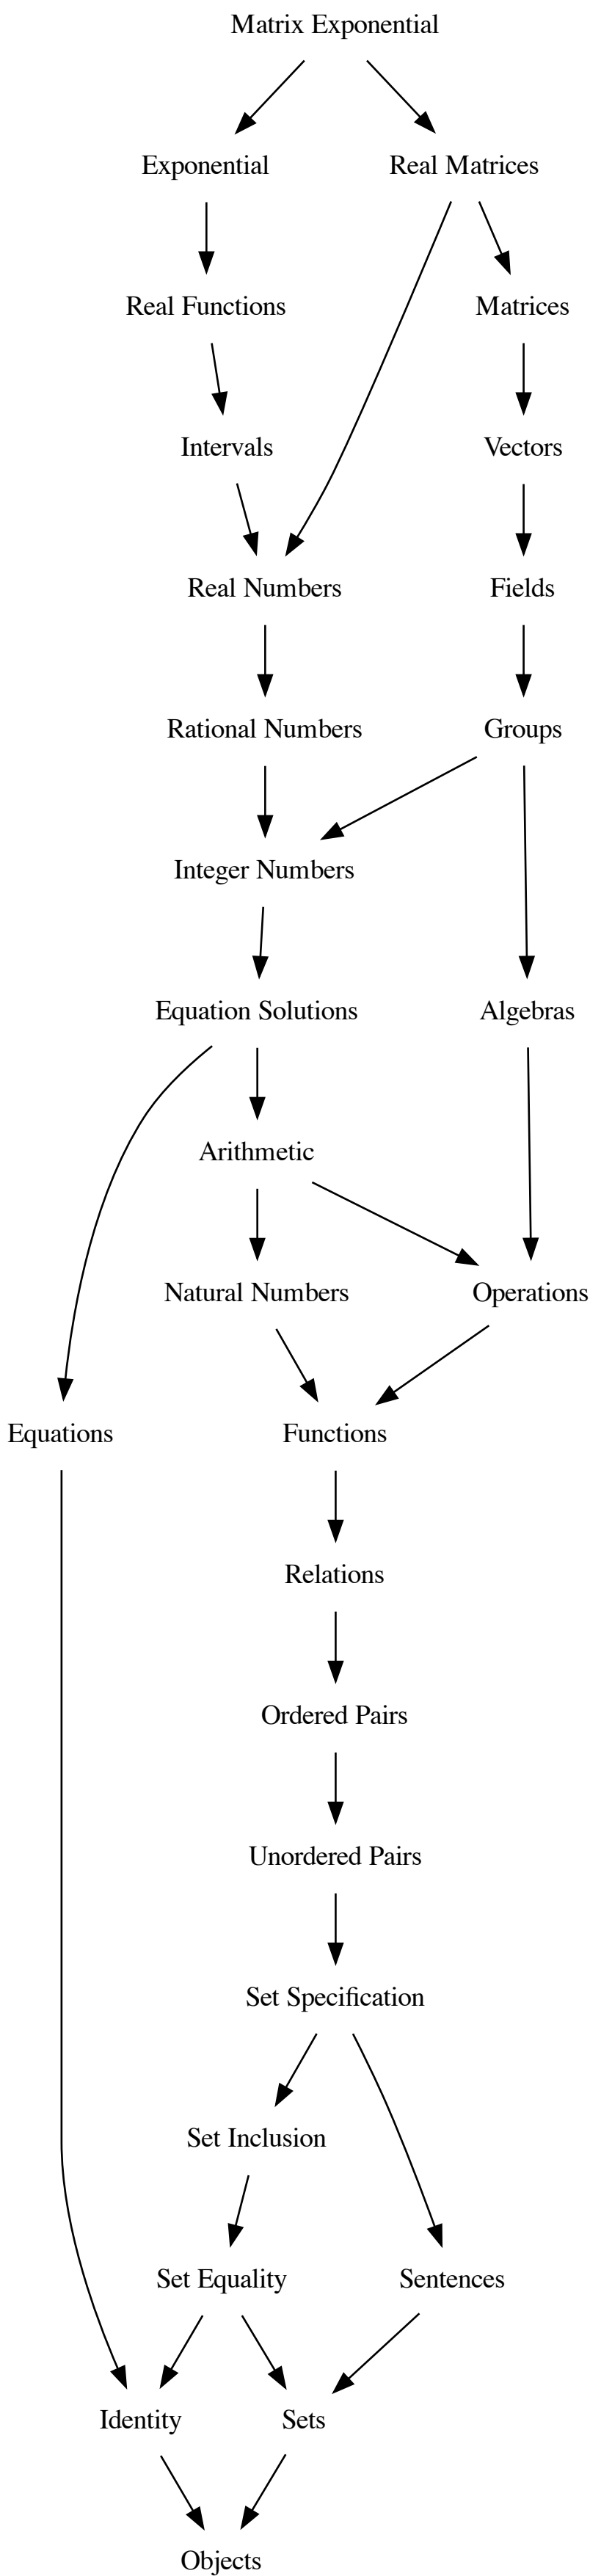 Matrix Exponential
Exponential
Real Matrices
Real Functions
Matrices
Intervals
Vectors
Real Numbers
Fields
Rational Numbers
Groups
Integer Numbers
Equation Solutions
Algebras
Arithmetic
Natural Numbers
Operations
Equations
Functions
Relations
Ordered Pairs
Unordered Pairs
Set Specification
Set Inclusion
Set Equality
Sentences
Identity
Sets
Objects